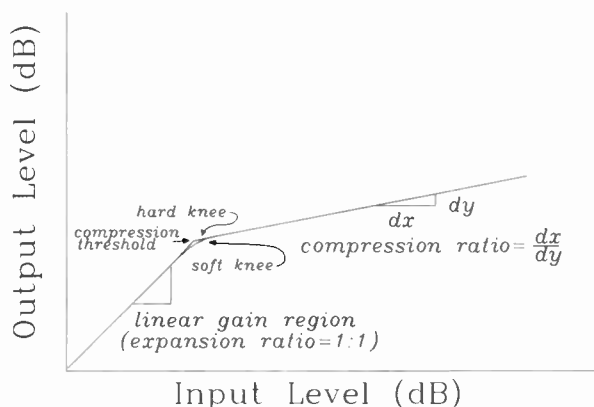 Output Level (dB)
hard knee
compression
threshold
soft knee
dx
dy
compression ratio= dx/dy
linear gain region
(expansion ratio=1:1)
Input Level (dB)